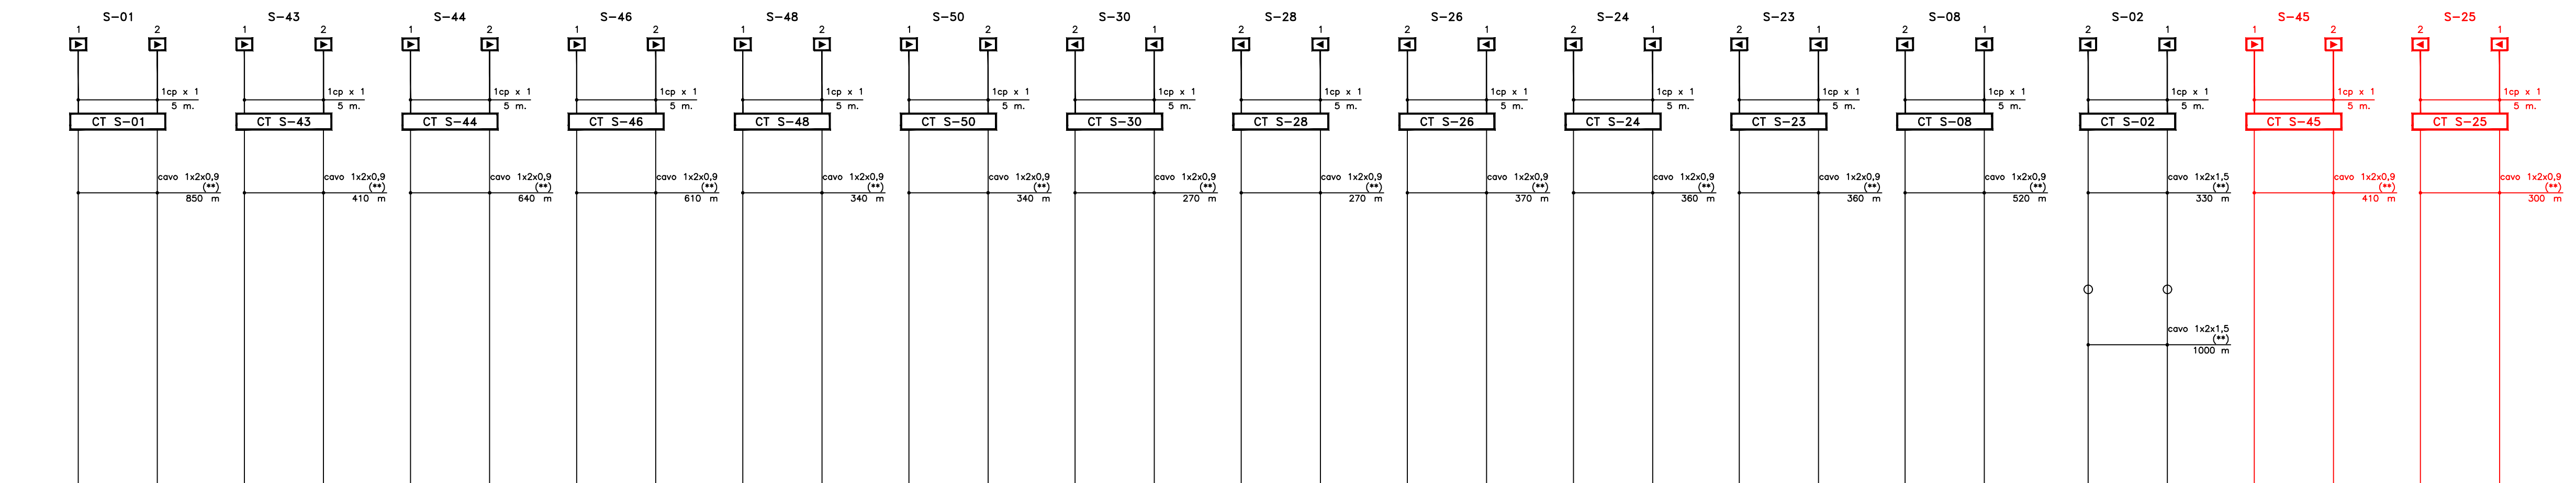 S-01 S-43 S-44 S-46 S-48 S-50 S-30 S-28 S-26 S-24 S-23 S-08 S-02 S-45 S-25
1 2 1 2 1 2 1 2 1 2 1 2 2 1 2 1 2 1 2 1 2 1 2 1 2 1 1 2 2 1
1cp x 1 1cp x 1 1cp x 1 1cp x 1 1cp x 1 1cp x 1 1cp x 1 1cp x 1 1cp x 1 1cp x 1 1cp x 1 1cp x 1 1cp x 1 1cp x 1 1cp x 1
5 m. 5 m. 5 m. 5 m. 5 m. 5 m. 5 m. 5 m. 5 m. 5 m. 5 m. 5 m. 5 m. 5 m. 5 m.
CT S-01 CT S-43 CT S-44 CT S-46 CT S-48 CT S-50 CT S-30 CT S-28 CT S-26 CT S-24 CT S-23 CT S-08 CT S-02 CT S-45 CT S-25
cavo 1x2x0,9 cavo 1x2x0,9 cavo 1x2x0,9 cavo 1x2x0,9 cavo 1x2x0,9 cavo 1x2x0,9 cavo 1x2x0,9 cavo 1x2x0,9 cavo 1x2x0,9 cavo 1x2x0,9 cavo 1x2x0,9 cavo 1x2x0,9 cavo 1x2x1,5 cavo 1x2x0,9 cavo 1x2x0,9
(**) (**) (**) (**) (**) (**) (**) (**) (**) (**) (**) (**) (**) (**) (**)
850 m 410 m 640 m 610 m 340 m 340 m 270 m 270 m 370 m 360 m 360 m 520 m 330 m 410 m 300 m
cavo 1x2x1,5
(**)
1000 m